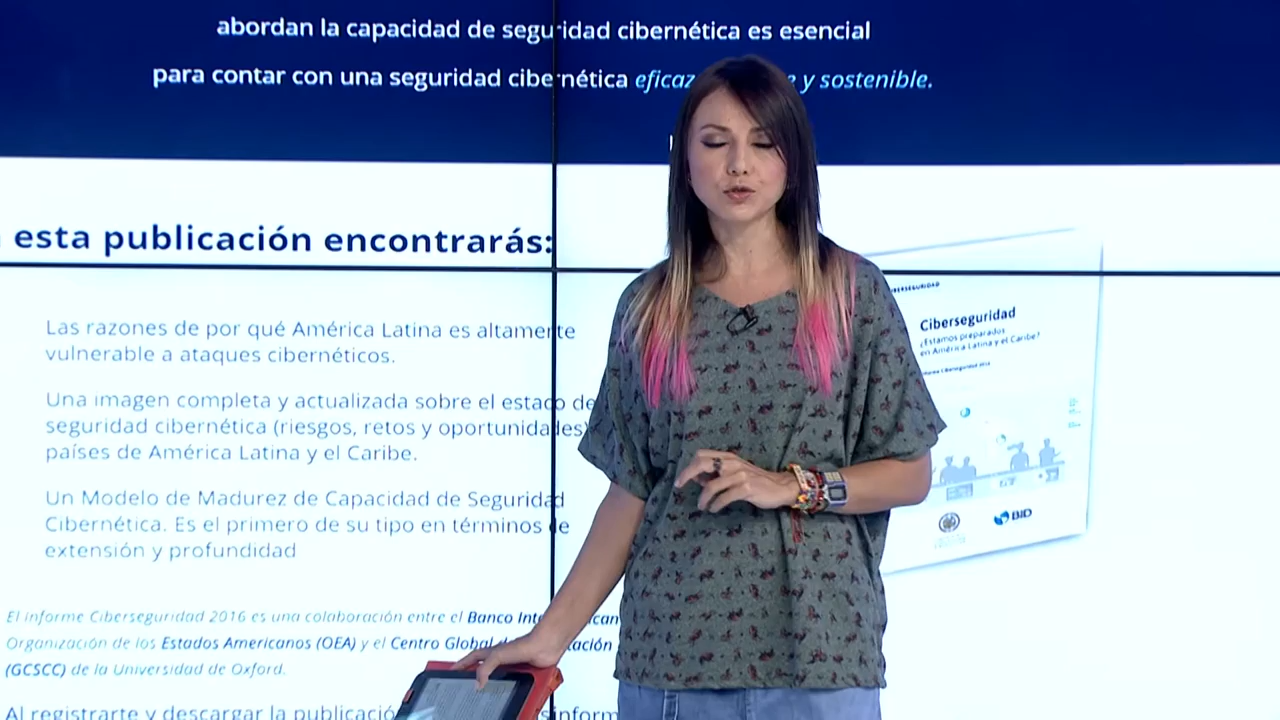 abordan la capacidad de seguridad cibernética es esencial
para contar con una seguridad cibernética eficaz y sostenible.
esta publicación encontrarás:
Las razones de por qué América Latina es altamente
vulnerable a ataques cibernéticos.
Una imagen completa y actualizada sobre el estado de
seguridad cibernética (riesgos, retos y oportunidades)
países de América Latina y el Caribe.
Un Modelo de Madurez de Capacidad de Seguridad
Cibernética. Es el primero de su tipo en términos de
extensión y profundidad
El informe Ciberseguridad 2016 es una colaboración entre el Banco
Organización de los Estados Americanos (OEA) y el Centro Global
(GCSCC) de la Universidad de Oxford.
Al registrarte y descargar la publicación
CIBERSEGURIDAD
Ciberseguridad
¿Estamos preparados
en América Latina y el Caribe?
Informe Ciberseguridad 2016
BID